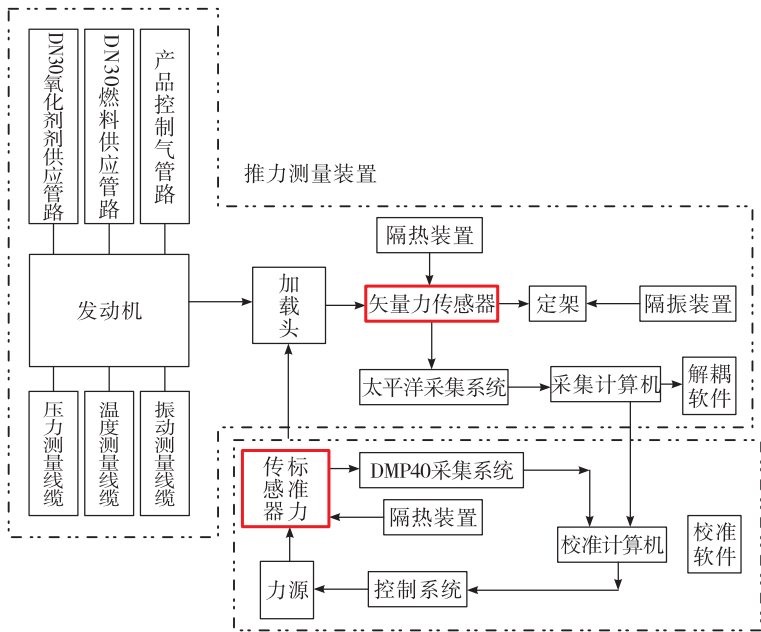 DN30氧化剂剂供应管路
DN30燃料供应管路
产品控制气管路
推力测量装置
隔热装置
发动机
加载头
矢量力传感器
定架
隔振装置
太平洋采集系统
采集计算机
解耦
软件
压力测量线缆
温度测量线缆
振动测量线缆
标准力
传感器
DMP40采集系统
隔热装置
校准计算机
校准
软件
力源
控制系统